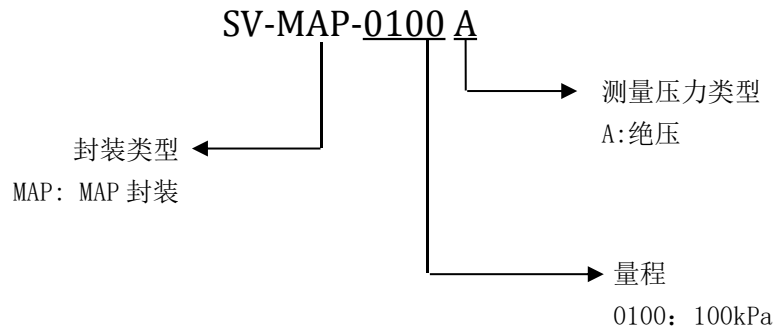 SV-MAP-0100 A
测量压力类型
A:绝压
封装类型
MAP: MAP 封装
量程
0100：100kPa